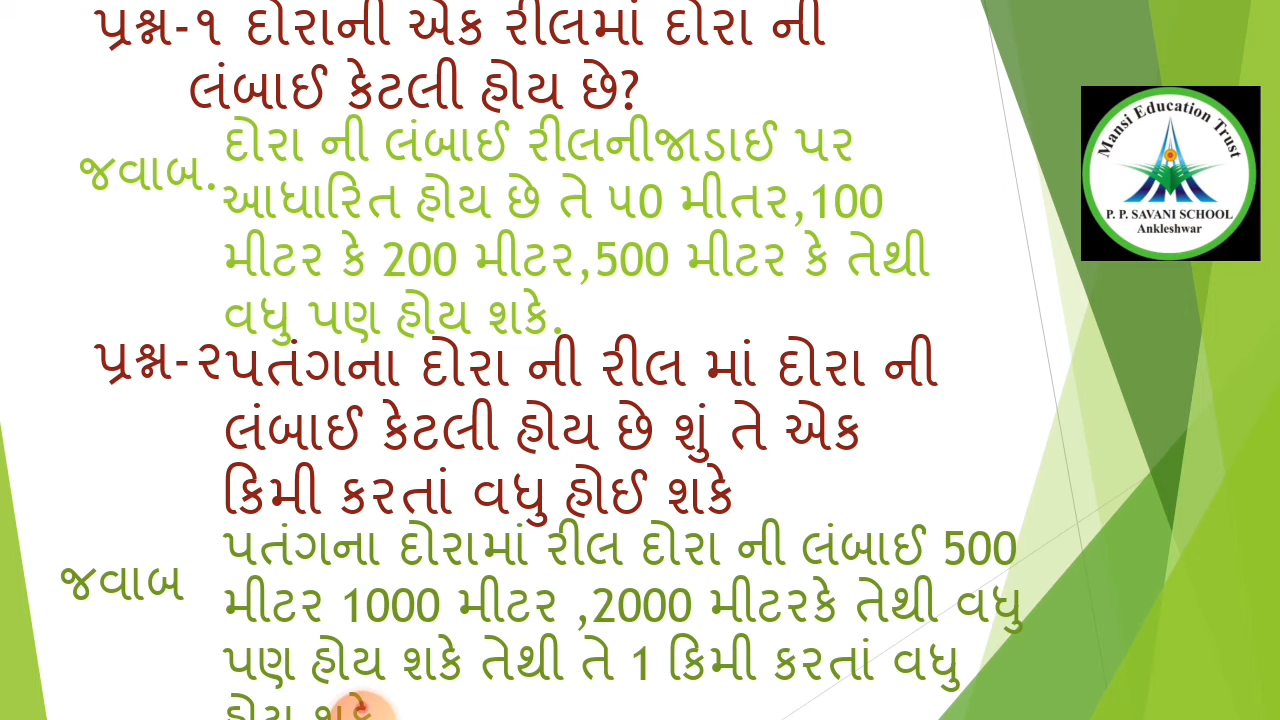 પ્રશ્ન-૧ દોરાની એક રીલમાં દોરા ની
લંબાઈ કેટલી હોય છે?
જવાબ. દોરા ની લંબાઈ રીલનીજાડાઈ પર
આધારિત હોય છે તે ૫0 મીતર,100
મીટર કે 200 મીટર,500 મીટર કે તેથી
વધુ પણ હોય શકે.
પ્રશ્ન-૨પતંગના દોરા ની રીલ માં દોરા ની
લંબાઈ કેટલી હોય છે શું તે એક
કિમી કરતાં વધુ હોઈ શકે
જવાબ પતંગના દોરામાં રીલ દોરા ની લંબાઈ 500
મીટર 1000 મીટર ,2000 મીટરકે તેથી વધુ
પણ હોય શકે તેથી તે 1 કિમી કરતાં વધુ
હોય શકે
Mansi Education Trust
P. P. SAVANI SCHOOL
Ankleshwar